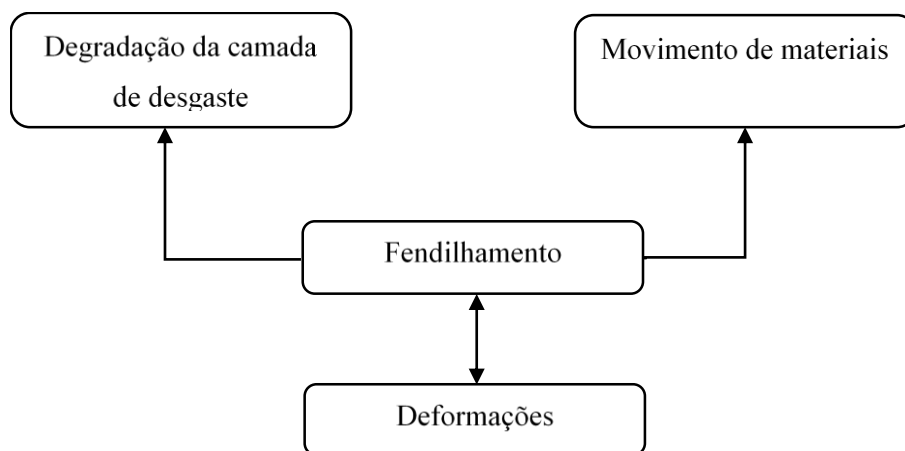 Degradação da camada
de desgaste
Movimento de materiais
Fendilhamento
Deformações